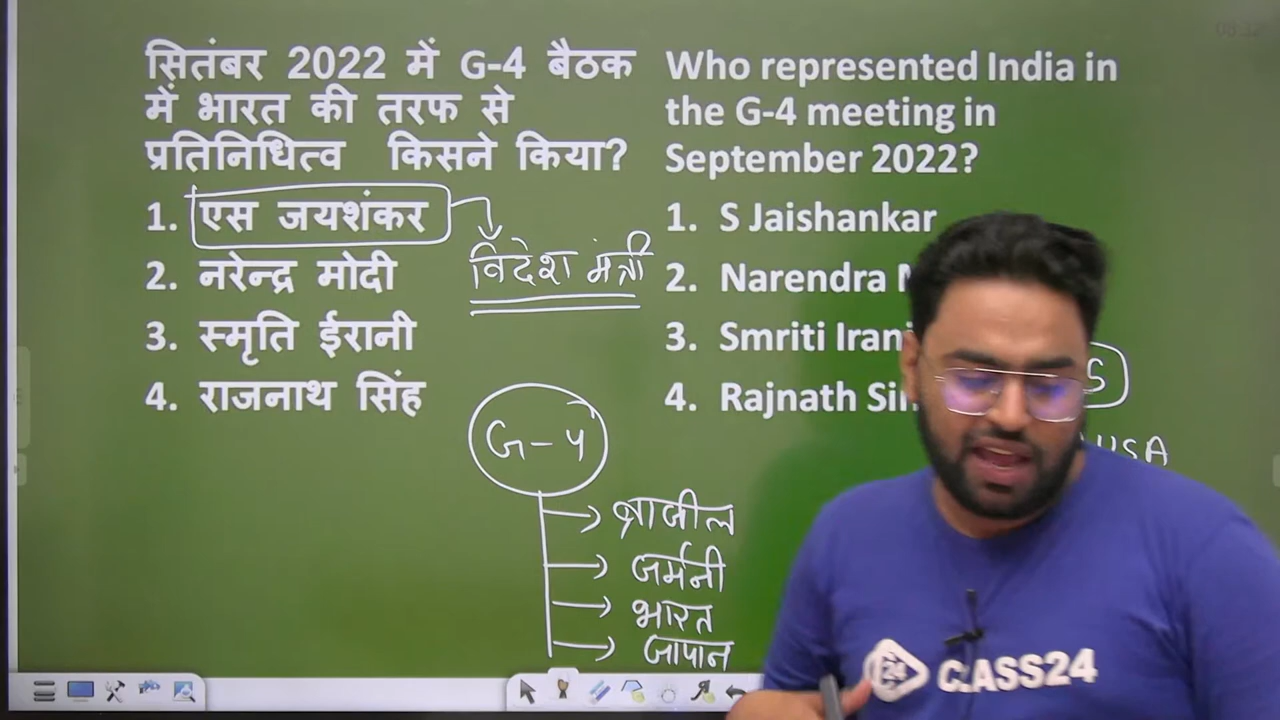 सितंबर 2022 में G-4 बैठक
में भारत की तरफ से
प्रतिनिधित्व किसने किया?
1. एस जयशंकर
विदेश मंत्री
2. नरेन्द्र मोदी
3. स्मृति ईरानी
4. राजनाथ सिंह
Who represented India in
the G-4 meeting in
September 2022?
1. S Jaishankar
2. Narendra
3. Smriti Irani
4. Rajnath
G-4
ब्राजील
जर्मनी
भारत
जापान
USA
24
CLASS24